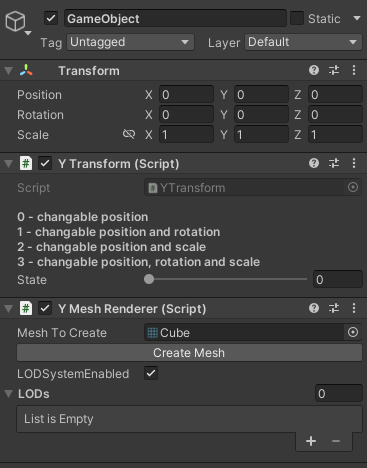 GameObject Static
Tag Untagged Layer Default
Transform
Position X 0 Y 0 Z 0
Rotation X 0 Y 0 Z 0
Scale X 1 Y 1 Z 1
# Y Transform (Script)
Script # YTransform
0 - changable position
1 - changable position and rotation
2 - changable position and scale
3 - changable position, rotation and scale
State 0
# Y Mesh Renderer (Script)
Mesh To Create Cube
Create Mesh
LODSystemEnabled
LODs 0
List is Empty
+ −